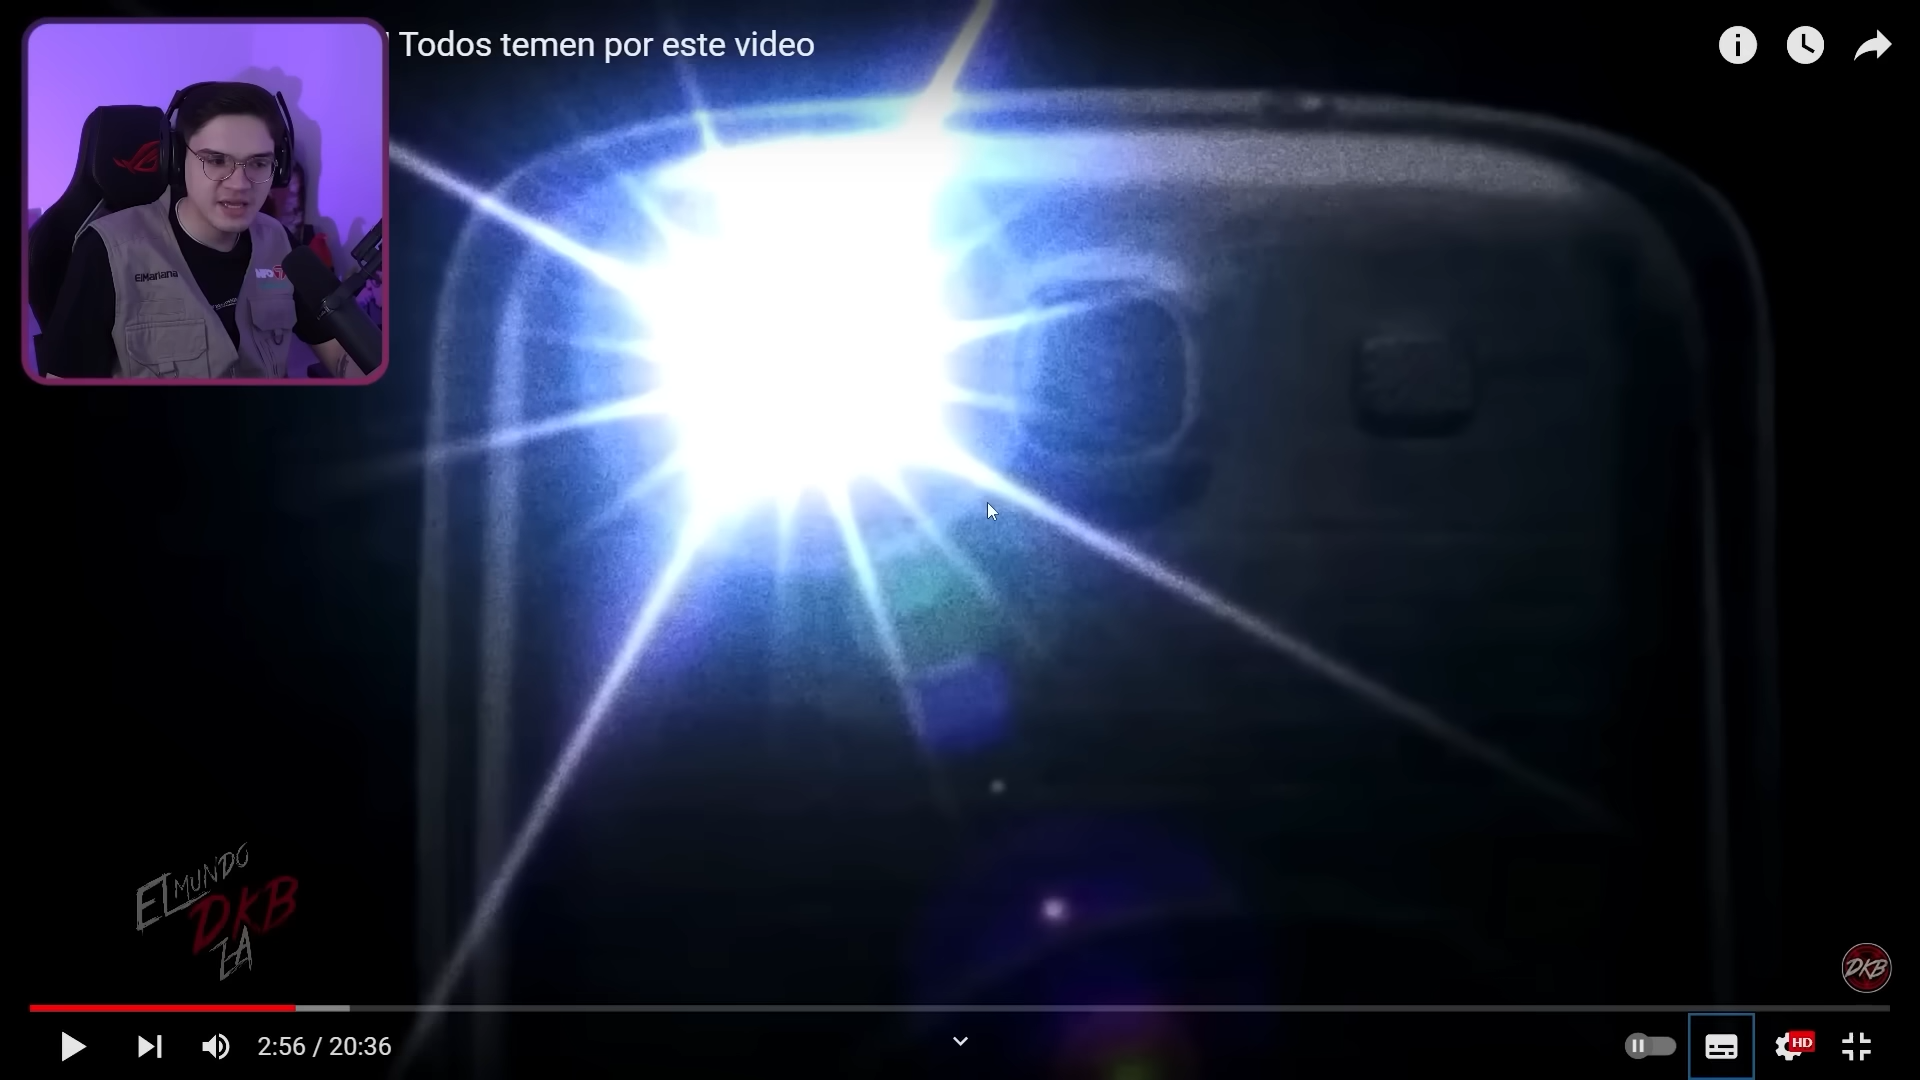 Todos temen por este video
ElMariana
EL MUNDO
DKB
ZA
DKB
2:56 / 20:36
HD